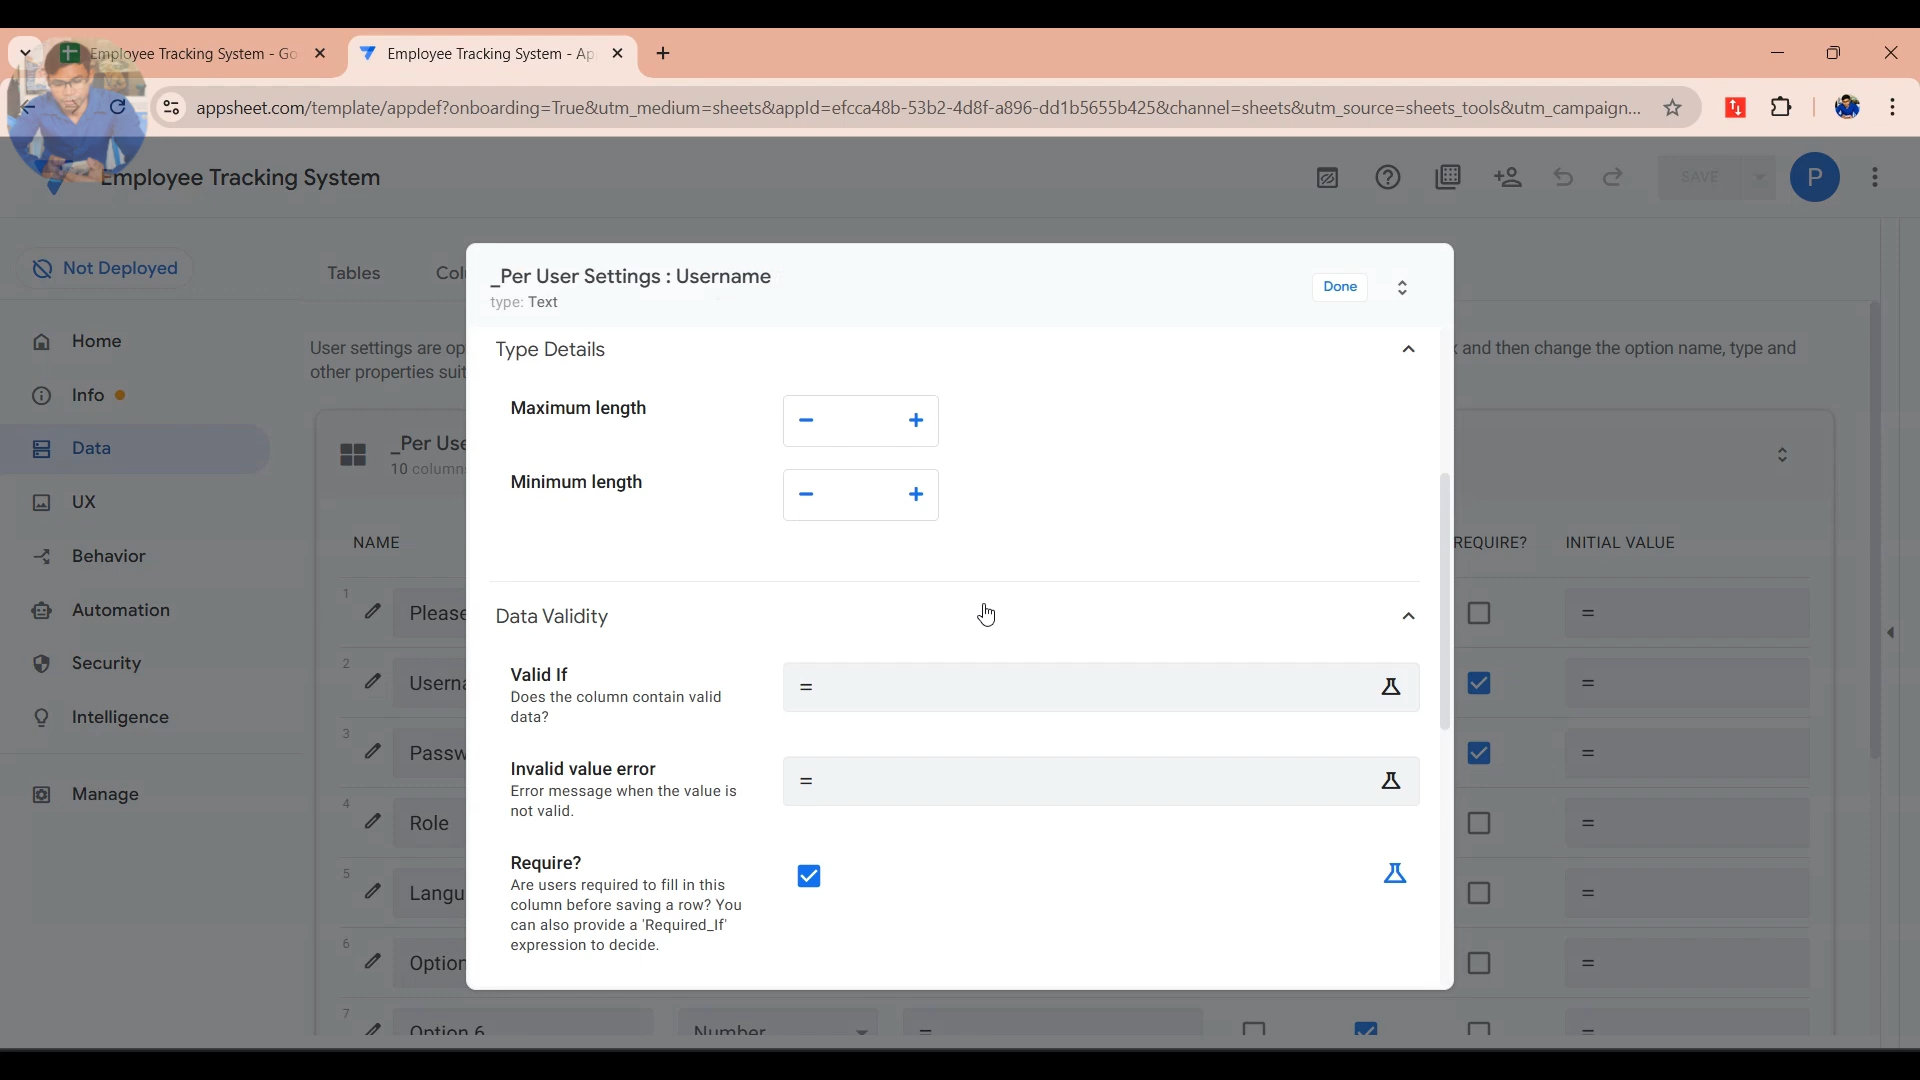 Employee Tracking System - Go
Employee Tracking System - Ap
appsheet.com/template/appdef?onboarding=True&utm_medium=sheets&appId=efcca48b-53b2-4d8f-a896-dd1b5655b425&channel=sheets&utm_source=sheets_tools&utm_campaign...
Employee Tracking System
SAVE
P
Not Deployed
Tables
Col
Home
Info
Data
UX
Behavior
Automation
Security
Intelligence
Manage
User settings are op
x and then change the option name, type and
other properties suit
_Per Use
10 column
NAME
REQUIRE?
INITIAL VALUE
1
Please
=
2
Userna
=
3
Passw
=
4
Role
=
5
Langu
=
6
Option
=
7
Option 6
Number
=
=
_Per User Settings : Username
type: Text
Done
Type Details
Maximum length
Minimum length
Data Validity
Valid If
Does the column contain valid
data?
=
Invalid value error
Error message when the value is
not valid.
=
Require?
Are users required to fill in this
column before saving a row? You
can also provide a 'Required_If'
expression to decide.